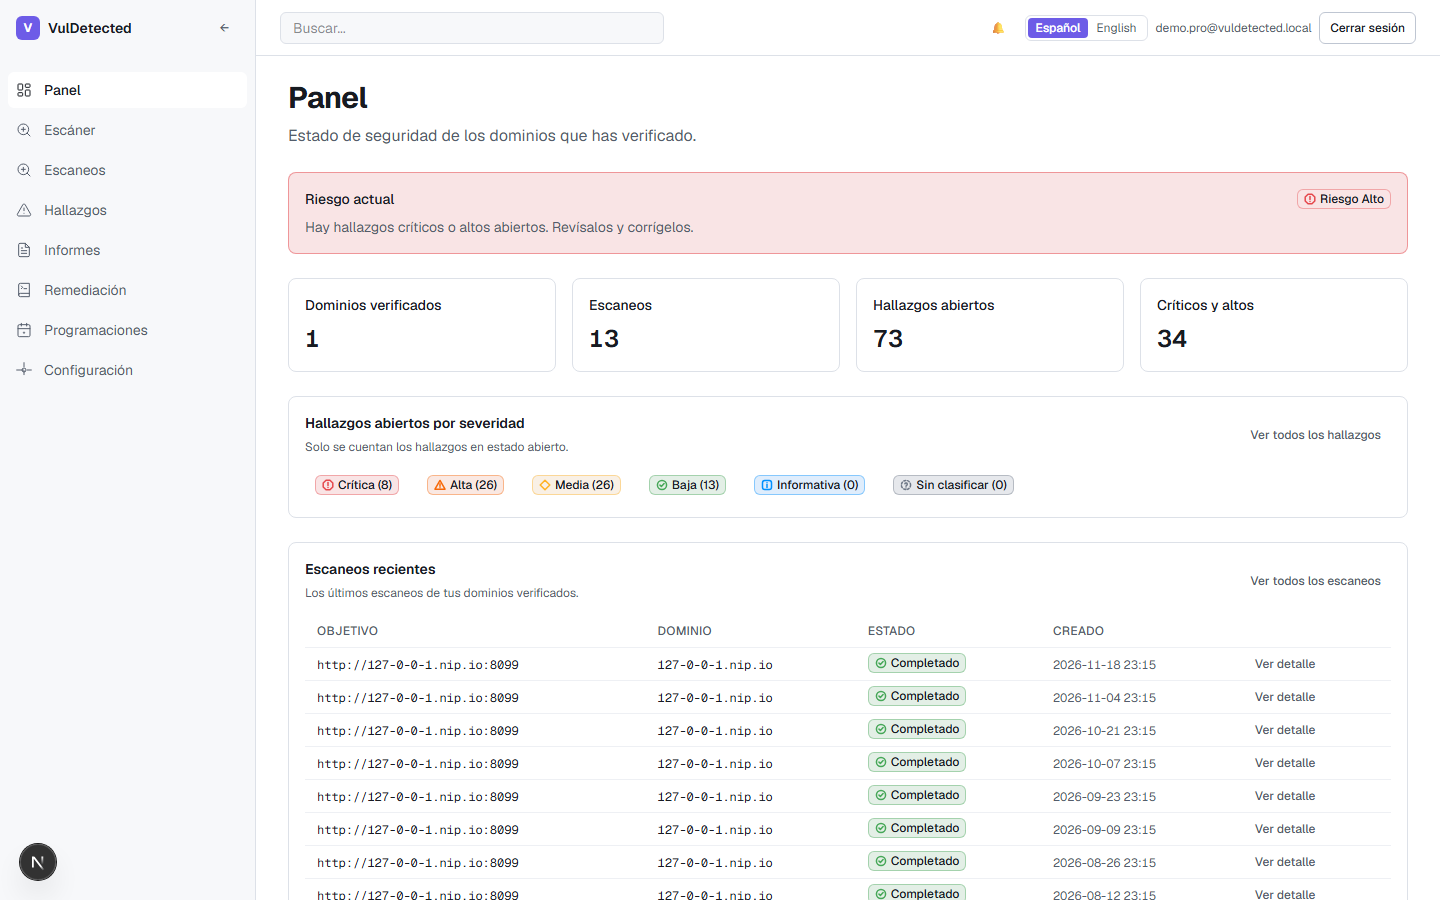 V VulDetected
Buscar...
Español English demo.pro@vuldetected.local Cerrar sesión
Panel
Escáner
Escaneos
Hallazgos
Informes
Remediación
Programaciones
Configuración
N
Panel
Estado de seguridad de los dominios que has verificado.
Riesgo actual
Riesgo Alto
Hay hallazgos críticos o altos abiertos. Revísalos y corrígelos.
Dominios verificados
1
Escaneos
13
Hallazgos abiertos
73
Críticos y altos
34
Hallazgos abiertos por severidad
Solo se cuentan los hallazgos en estado abierto.
Ver todos los hallazgos
Crítica (8) Alta (26) Media (26) Baja (13) Informativa (0) Sin clasificar (0)
Escaneos recientes
Los últimos escaneos de tus dominios verificados.
Ver todos los escaneos
OBJETIVO DOMINIO ESTADO CREADO
http://127-0-0-1.nip.io:8099 127-0-0-1.nip.io Completado 2026-11-18 23:15 Ver detalle
http://127-0-0-1.nip.io:8099 127-0-0-1.nip.io Completado 2026-11-04 23:15 Ver detalle
http://127-0-0-1.nip.io:8099 127-0-0-1.nip.io Completado 2026-10-21 23:15 Ver detalle
http://127-0-0-1.nip.io:8099 127-0-0-1.nip.io Completado 2026-10-07 23:15 Ver detalle
http://127-0-0-1.nip.io:8099 127-0-0-1.nip.io Completado 2026-09-23 23:15 Ver detalle
http://127-0-0-1.nip.io:8099 127-0-0-1.nip.io Completado 2026-09-09 23:15 Ver detalle
http://127-0-0-1.nip.io:8099 127-0-0-1.nip.io Completado 2026-08-26 23:15 Ver detalle
http://127-0-0-1.nip.io:8099 127-0-0-1.nip.io Completado 2026-08-12 23:15 Ver detalle